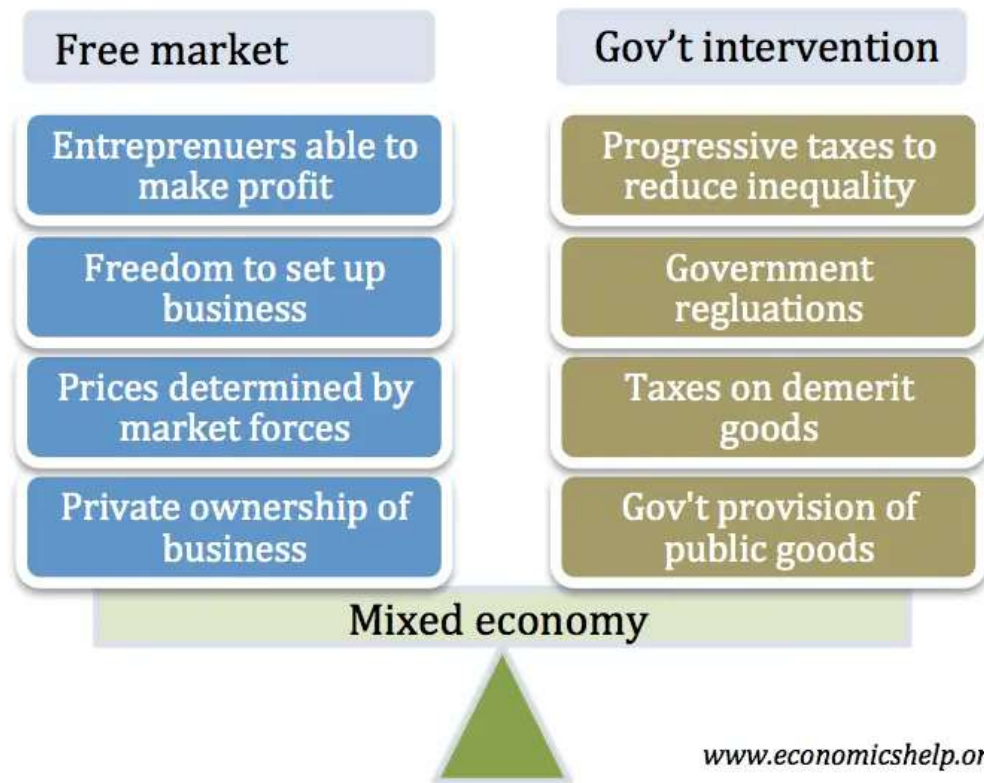 Free market
Entreprenuers able to
make profit
Freedom to set up
business
Prices determined by
market forces
Private ownership of
business
Gov't intervention
Progressive taxes to
reduce inequality
Government
regluations
Taxes on demerit
goods
Gov't provision of
public goods
Mixed economy
www.economicshelp.or